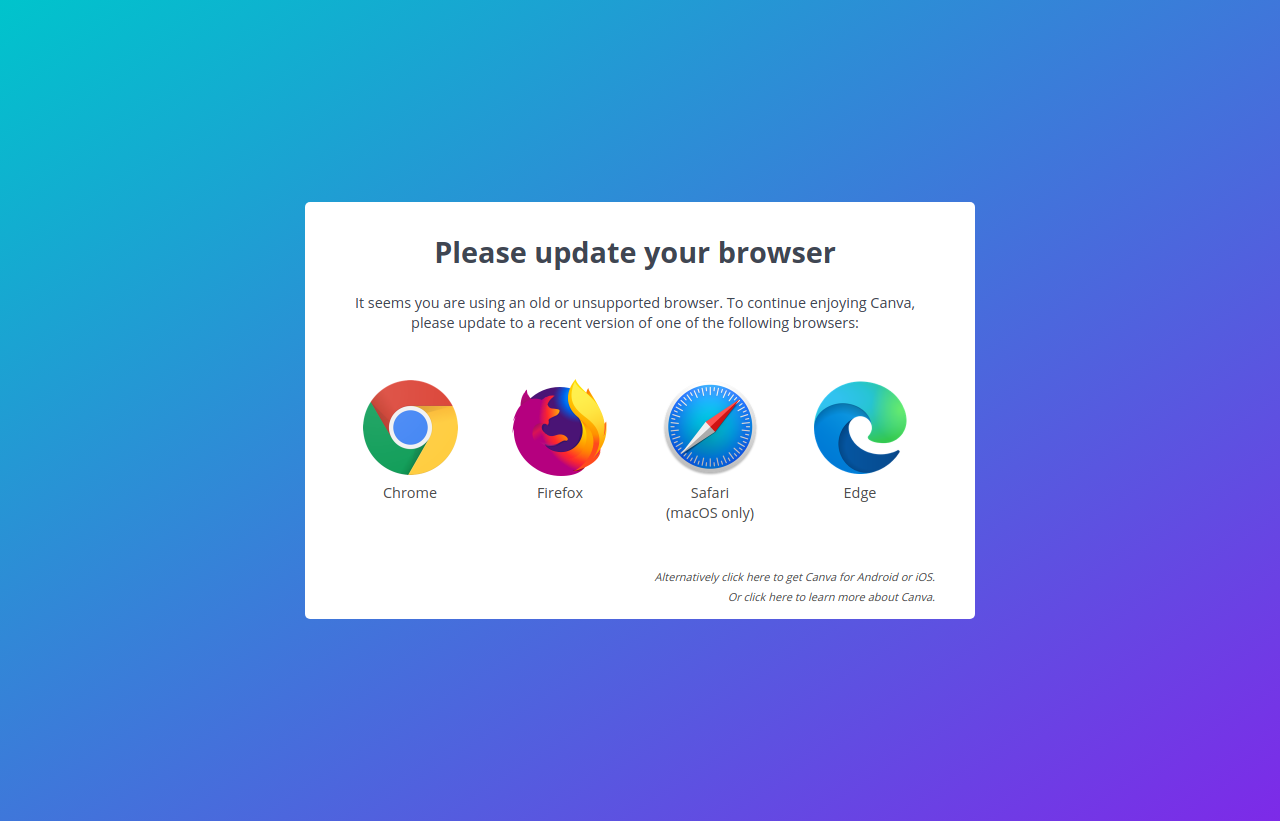 Please update your browser
It seems you are using an old or unsupported browser. To continue enjoying Canva,
please update to a recent version of one of the following browsers:
Chrome
Firefox
Safari
(macOS only)
Edge
Alternatively click here to get Canva for Android or iOS.
Or click here to learn more about Canva.